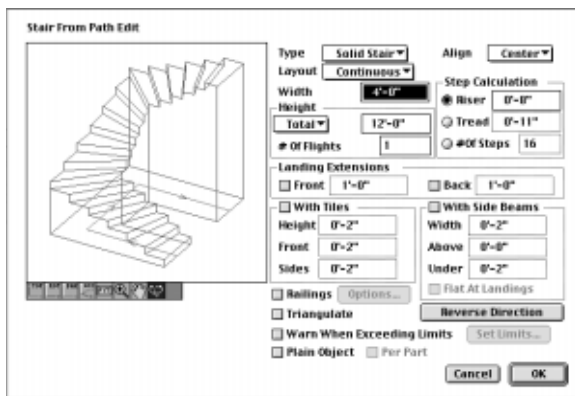 Stair From Path Edit
Type Solid Stair Align Center
Layout Continuous
Width 4'-0" Step Calculation
Height Riser 0'-8"
Total 12'-0" Tread 0'-11"
# Of Flights 1 #Of Steps 16
Landing Extensions
Front 1'-0" Back 1'-0"
With Tiles With Side Beams
Height 0'-2" Width 0'-2"
Front 0'-2" Above 0'-0"
Sides 0'-2" Under 0'-2"
Flat At Landings
Railings Options...
Triangulate Reverse Direction
Warn When Exceeding Limits Set Limits...
Plain Object Per Part
Cancel OK